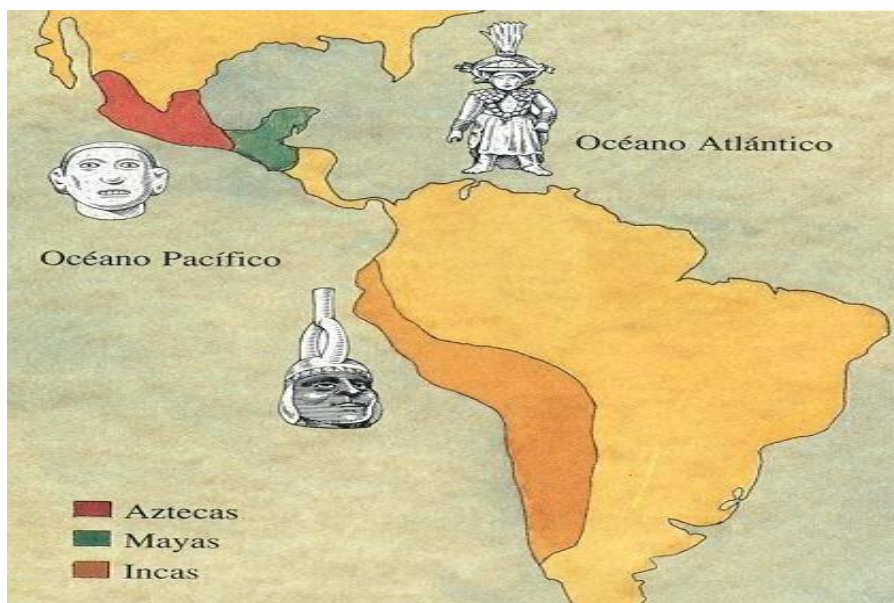 Océano Atlántico
Océano Pacífico
Aztecas
Mayas
Incas